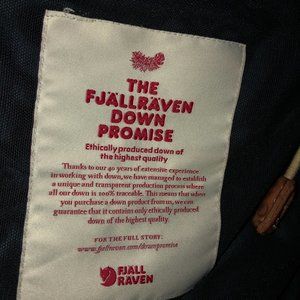 THE
FJÄLLRÄVEN
DOWN
PROMISE
Ethically produced down of
the highest quality
Thanks to our 40 years of extensive experience
in working with down, we have managed to establish
a unique and transparent production process where
all our down is 100% traceable. This means that when
you purchase a down product from us, we can
guarantee that it contains only ethically produced
down of the highest quality.
FOR THE FULL STORY:
www.fjallraven.com/downpromise
FJÄLL
RÄVEN